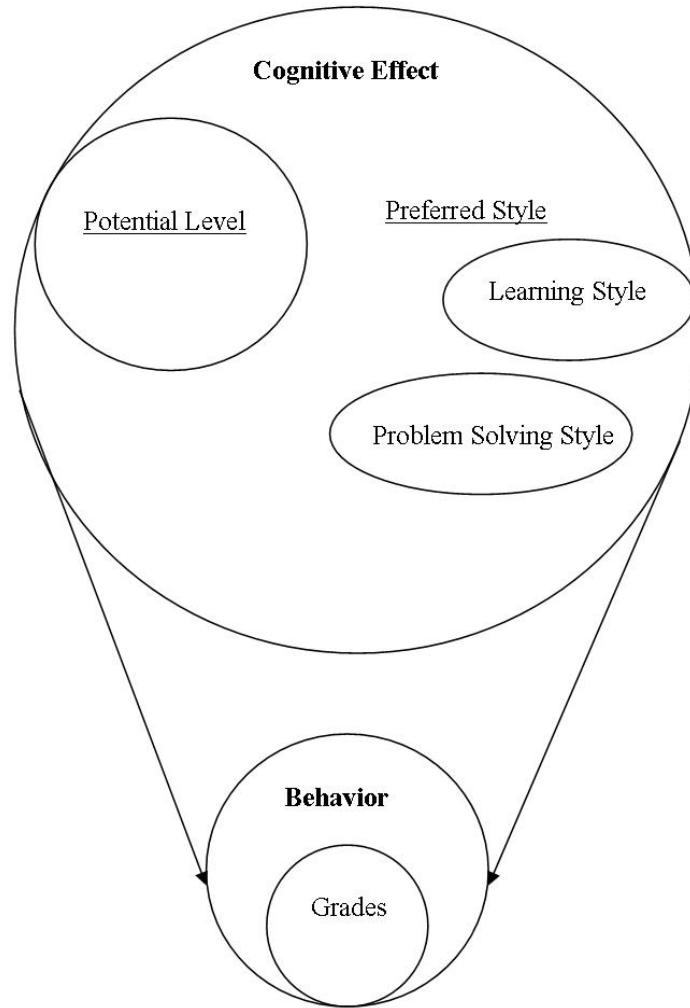 Cognitive Effect
Potential Level
Preferred Style
Learning Style
Problem Solving Style
Behavior
Grades